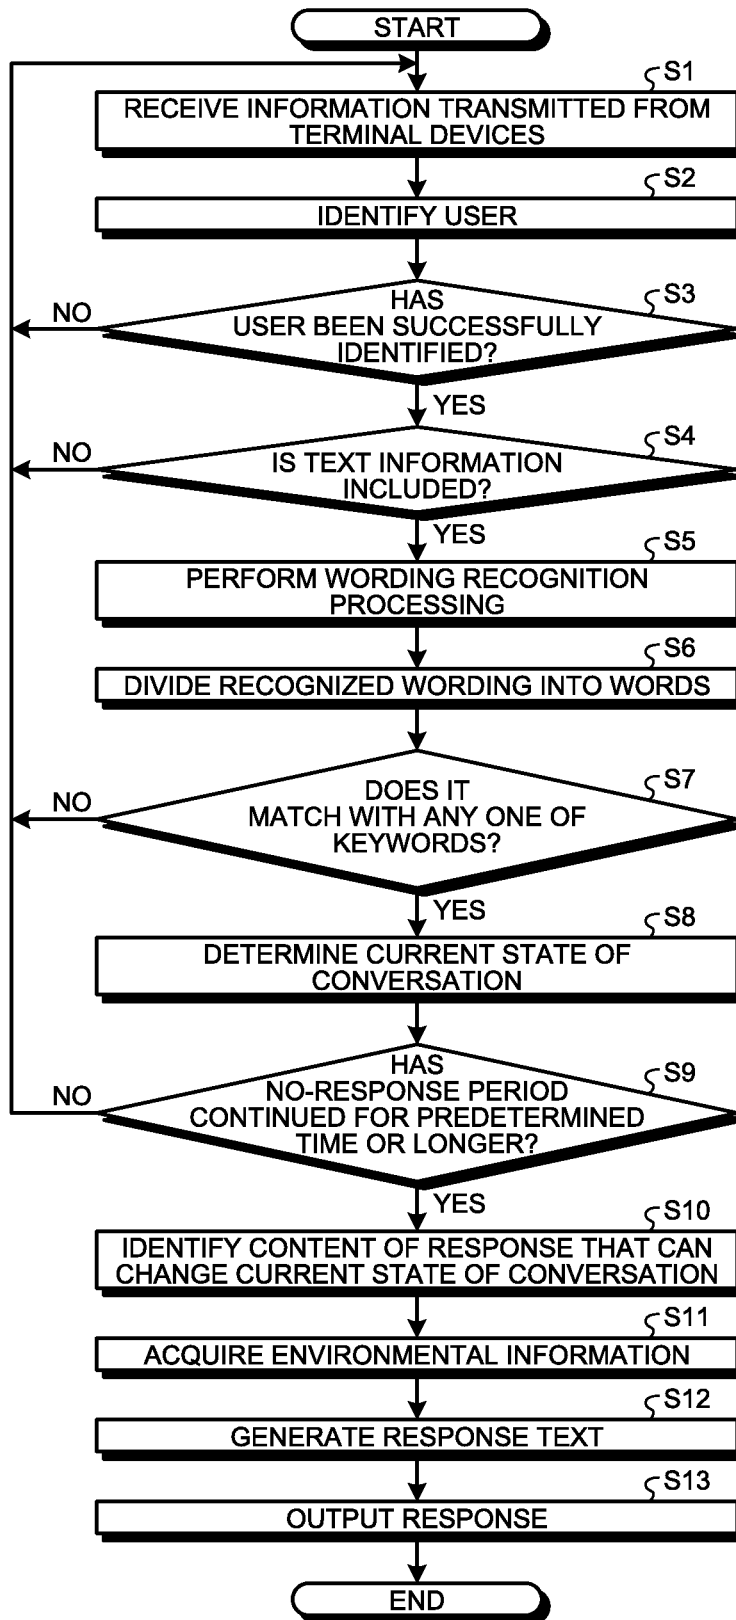 START
S1
RECEIVE INFORMATION TRANSMITTED FROM
TERMINAL DEVICES
S2
IDENTIFY USER
S3
HAS
USER BEEN SUCCESSFULLY
IDENTIFIED?
NO
YES
S4
IS TEXT INFORMATION
INCLUDED?
NO
YES
S5
PERFORM WORDING RECOGNITION
PROCESSING
S6
DIVIDE RECOGNIZED WORDING INTO WORDS
S7
DOES IT
MATCH WITH ANY ONE OF
KEYWORDS?
NO
YES
S8
DETERMINE CURRENT STATE OF
CONVERSATION
S9
HAS
NO-RESPONSE PERIOD
CONTINUED FOR PREDETERMINED
TIME OR LONGER?
NO
YES
S10
IDENTIFY CONTENT OF RESPONSE THAT CAN
CHANGE CURRENT STATE OF CONVERSATION
S11
ACQUIRE ENVIRONMENTAL INFORMATION
S12
GENERATE RESPONSE TEXT
S13
OUTPUT RESPONSE
END